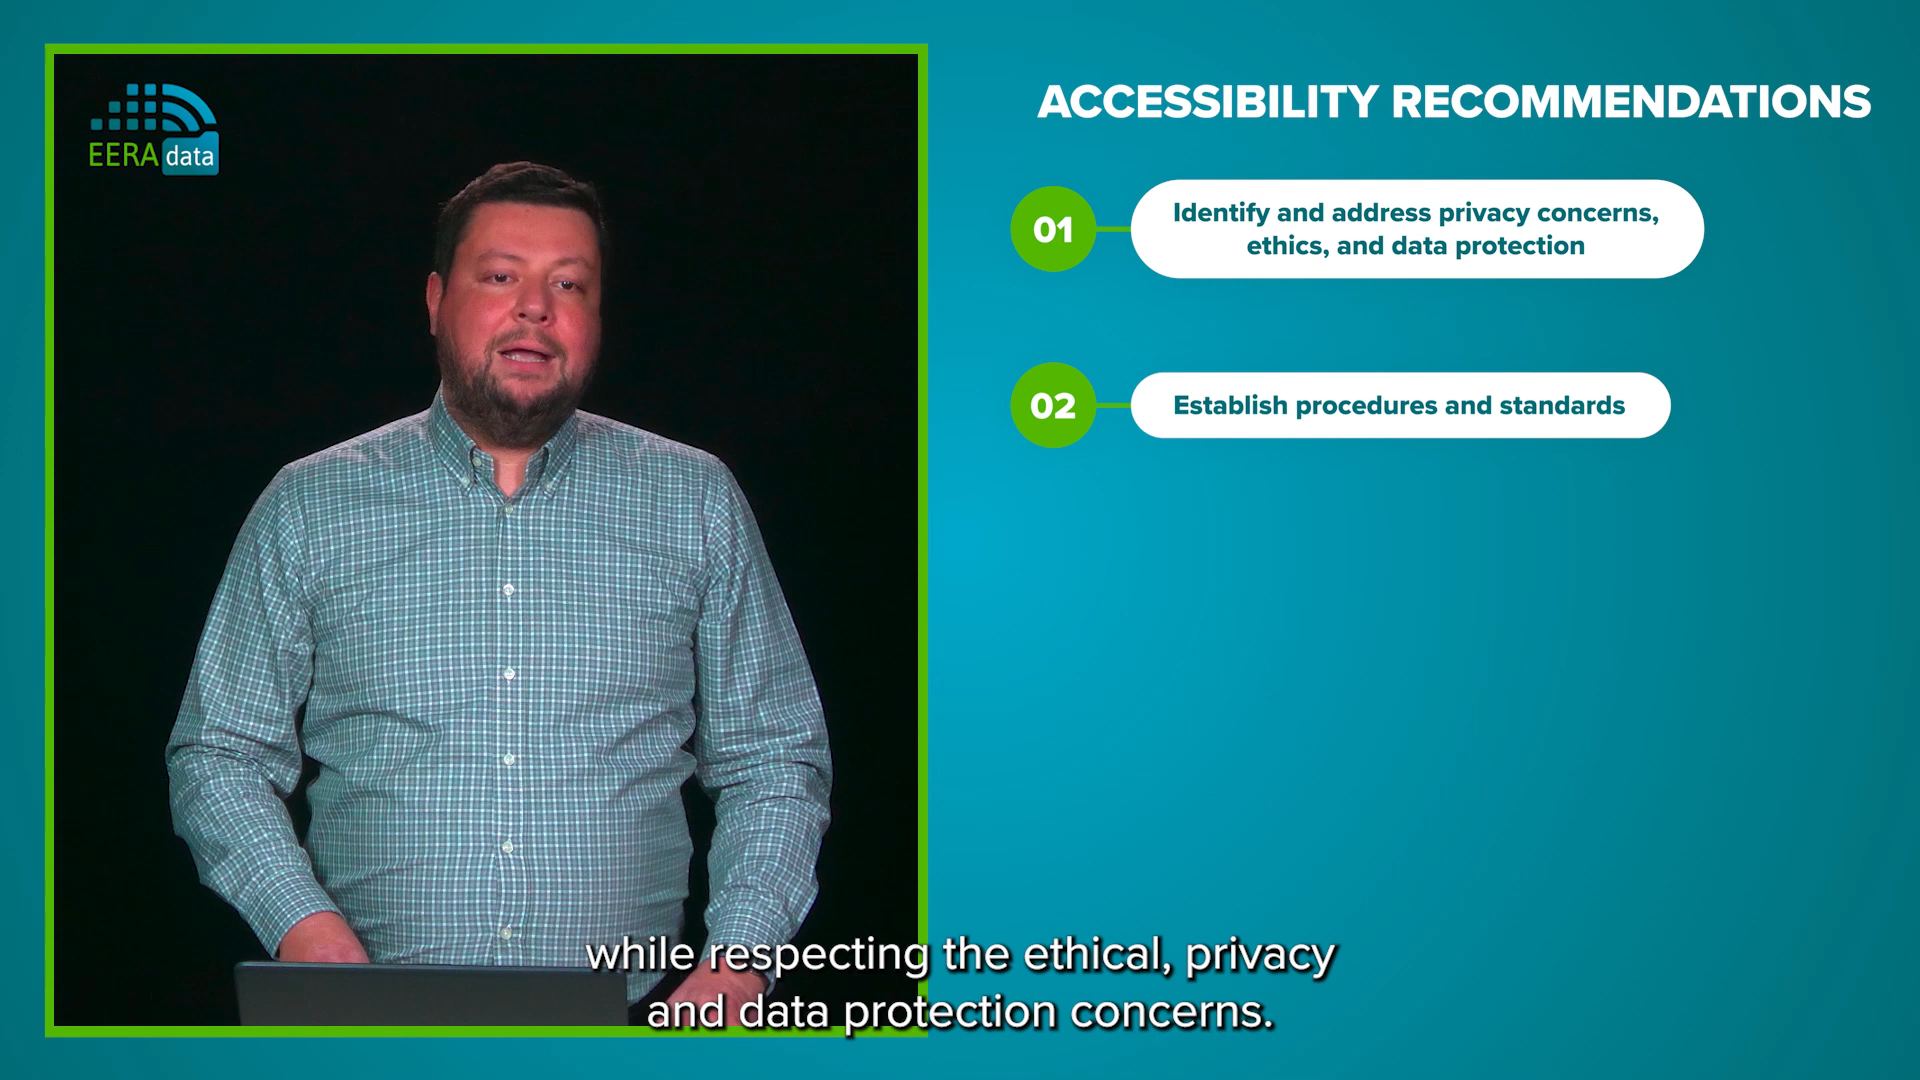 EERA data
ACCESSIBILITY RECOMMENDATIONS
01
Identify and address privacy concerns,
ethics, and data protection
02
Establish procedures and standards
while respecting the ethical, privacy
and data protection concerns.